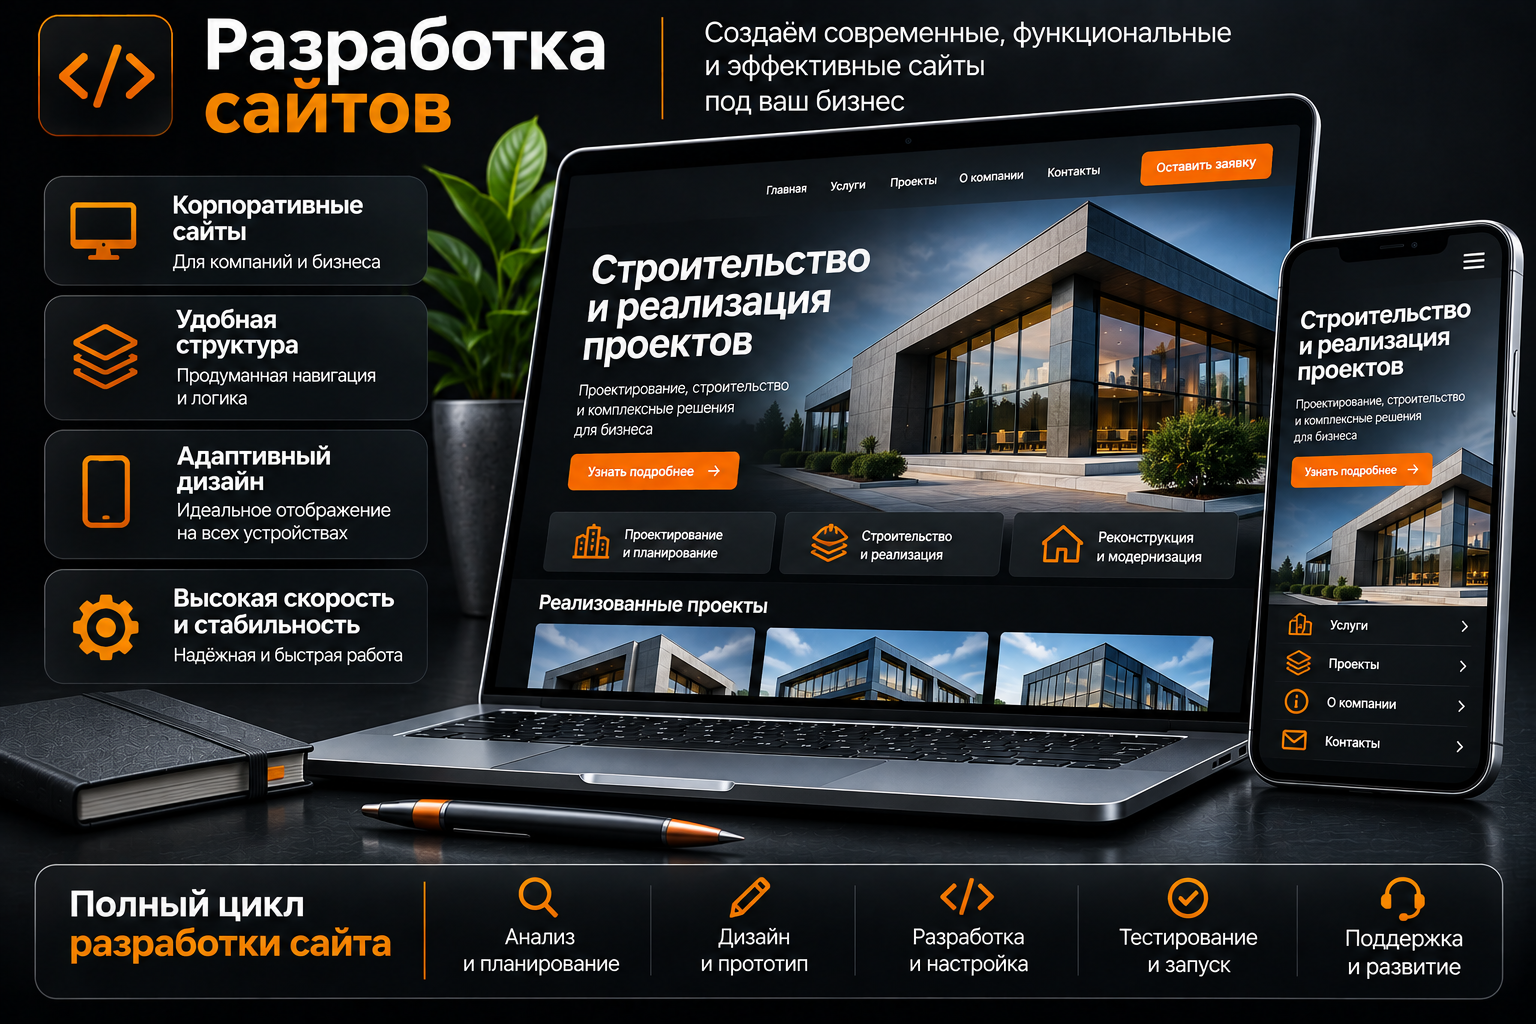 Разработка
сайтов
Создаём современные, функциональные
и эффективные сайты
под ваш бизнес
Корпоративные
сайты
Для компаний и бизнеса
Удобная
структура
Продуманная навигация
и логика
Адаптивный
дизайн
Идеальное отображение
на всех устройствах
Высокая скорость
и стабильность
Надёжная и быстрая работа
Главная
Услуги
Проекты
О компании
Контакты
Оставить заявку
Строительство
и реализация
проектов
Проектирование, строительство
и комплексные решения
для бизнеса
Узнать подробнее →
Проектирование
и планирование
Строительство
и реализация
Реконструкция
и модернизация
Реализованные проекты
Строительство
и реализация
проектов
Проектирование, строительство
и комплексные решения
для бизнеса
Узнать подробнее →
Услуги
Проекты
О компании
Контакты
Полный цикл
разработки сайта
Анализ
и планирование
Дизайн
и прототип
Разработка
и настройка
Тестирование
и запуск
Поддержка
и развитие